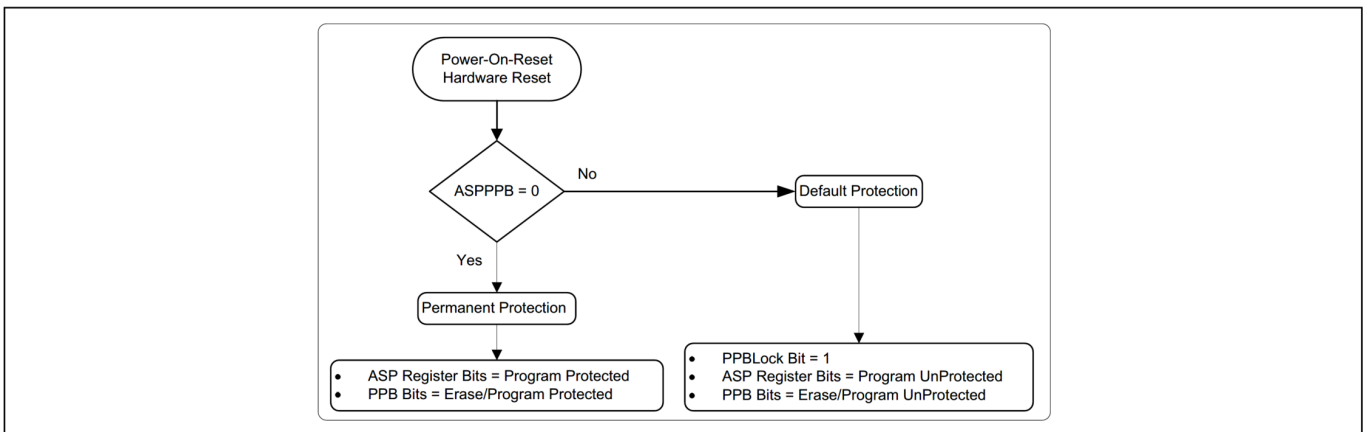 Power-On-Reset
Hardware Reset
ASPPPB = 0
No
Default Protection
Yes
Permanent Protection
• ASP Register Bits = Program Protected
• PPB Bits = Erase/Program Protected
• PPBLock Bit = 1
• ASP Register Bits = Program UnProtected
• PPB Bits = Erase/Program UnProtected